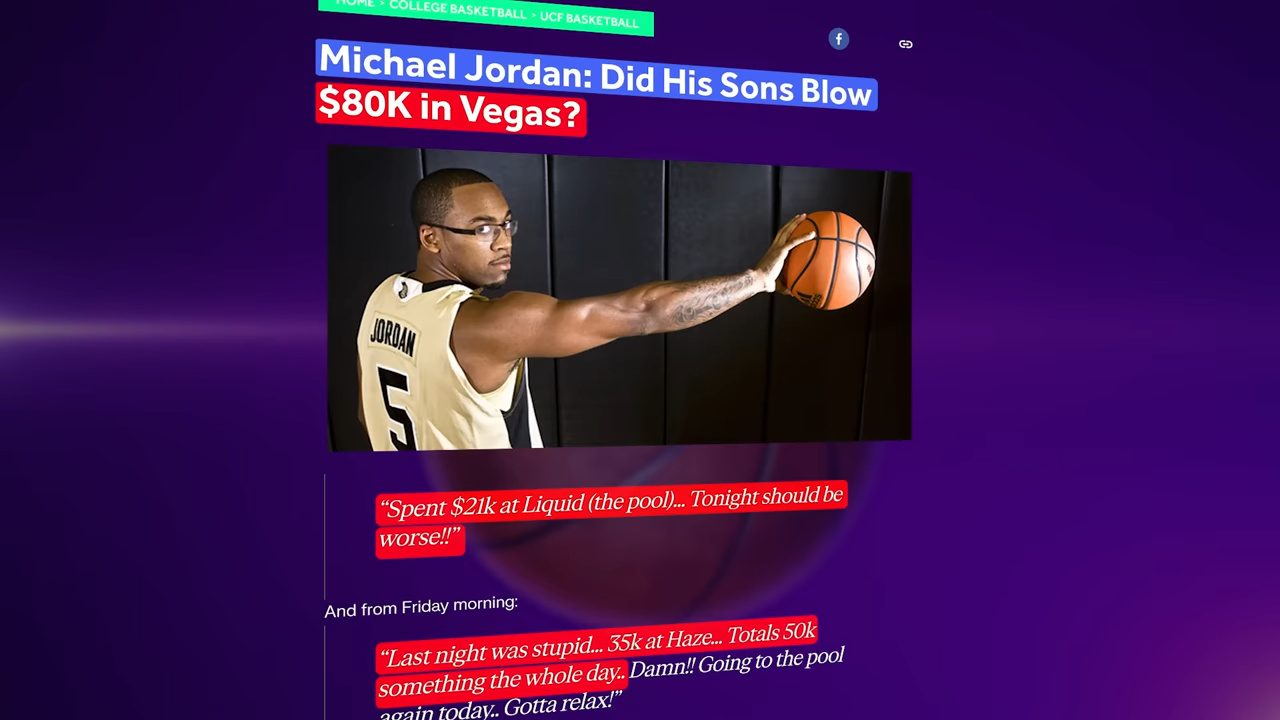 HOME > COLLEGE BASKETBALL > UCF BASKETBALL
f
Michael Jordan: Did His Sons Blow
$80K in Vegas?
JORDAN
5
“Spent $21k at Liquid (the pool)... Tonight should be
worse!!”
And from Friday morning:
“Last night was stupid... 35k at Haze... Totals 50k
something the whole day.. Damn!! Going to the pool
again today.. Gotta relax!”